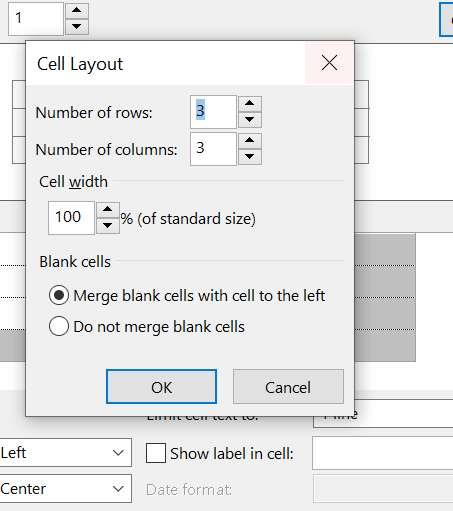 1
Cell Layout
Number of rows: 3
Number of columns: 3
Cell width
100 % (of standard size)
Blank cells
Merge blank cells with cell to the left
Do not merge blank cells
OK Cancel
Limit cell text to: 1 line
Left Show label in cell:
Center Date format: